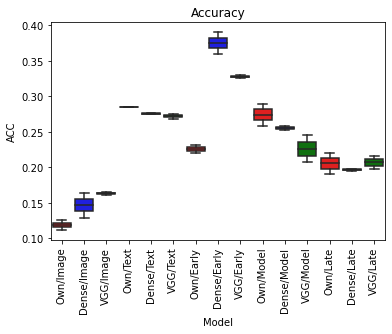 Accuracy
ACC
0.40
0.35
0.30
0.25
0.20
0.15
0.10
Own/Image
Dense/Image
VGG/Image
Own/Text
Dense/Text
VGG/Text
Own/Early
Dense/Early
VGG/Early
Own/Model
Dense/Model
VGG/Model
Own/Late
Dense/Late
VGG/Late
Model